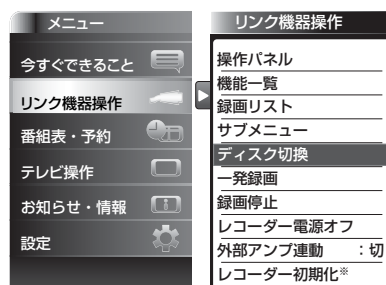 メニュー
今すぐできること
リンク機器操作
番組表・予約
テレビ操作
お知らせ・情報
設定
リンク機器操作
操作パネル
機能一覧
録画リスト
サブメニュー
ディスク切換
一発録画
録画停止
レコーダー電源オフ
外部アンプ連動　：切
レコーダー初期化※